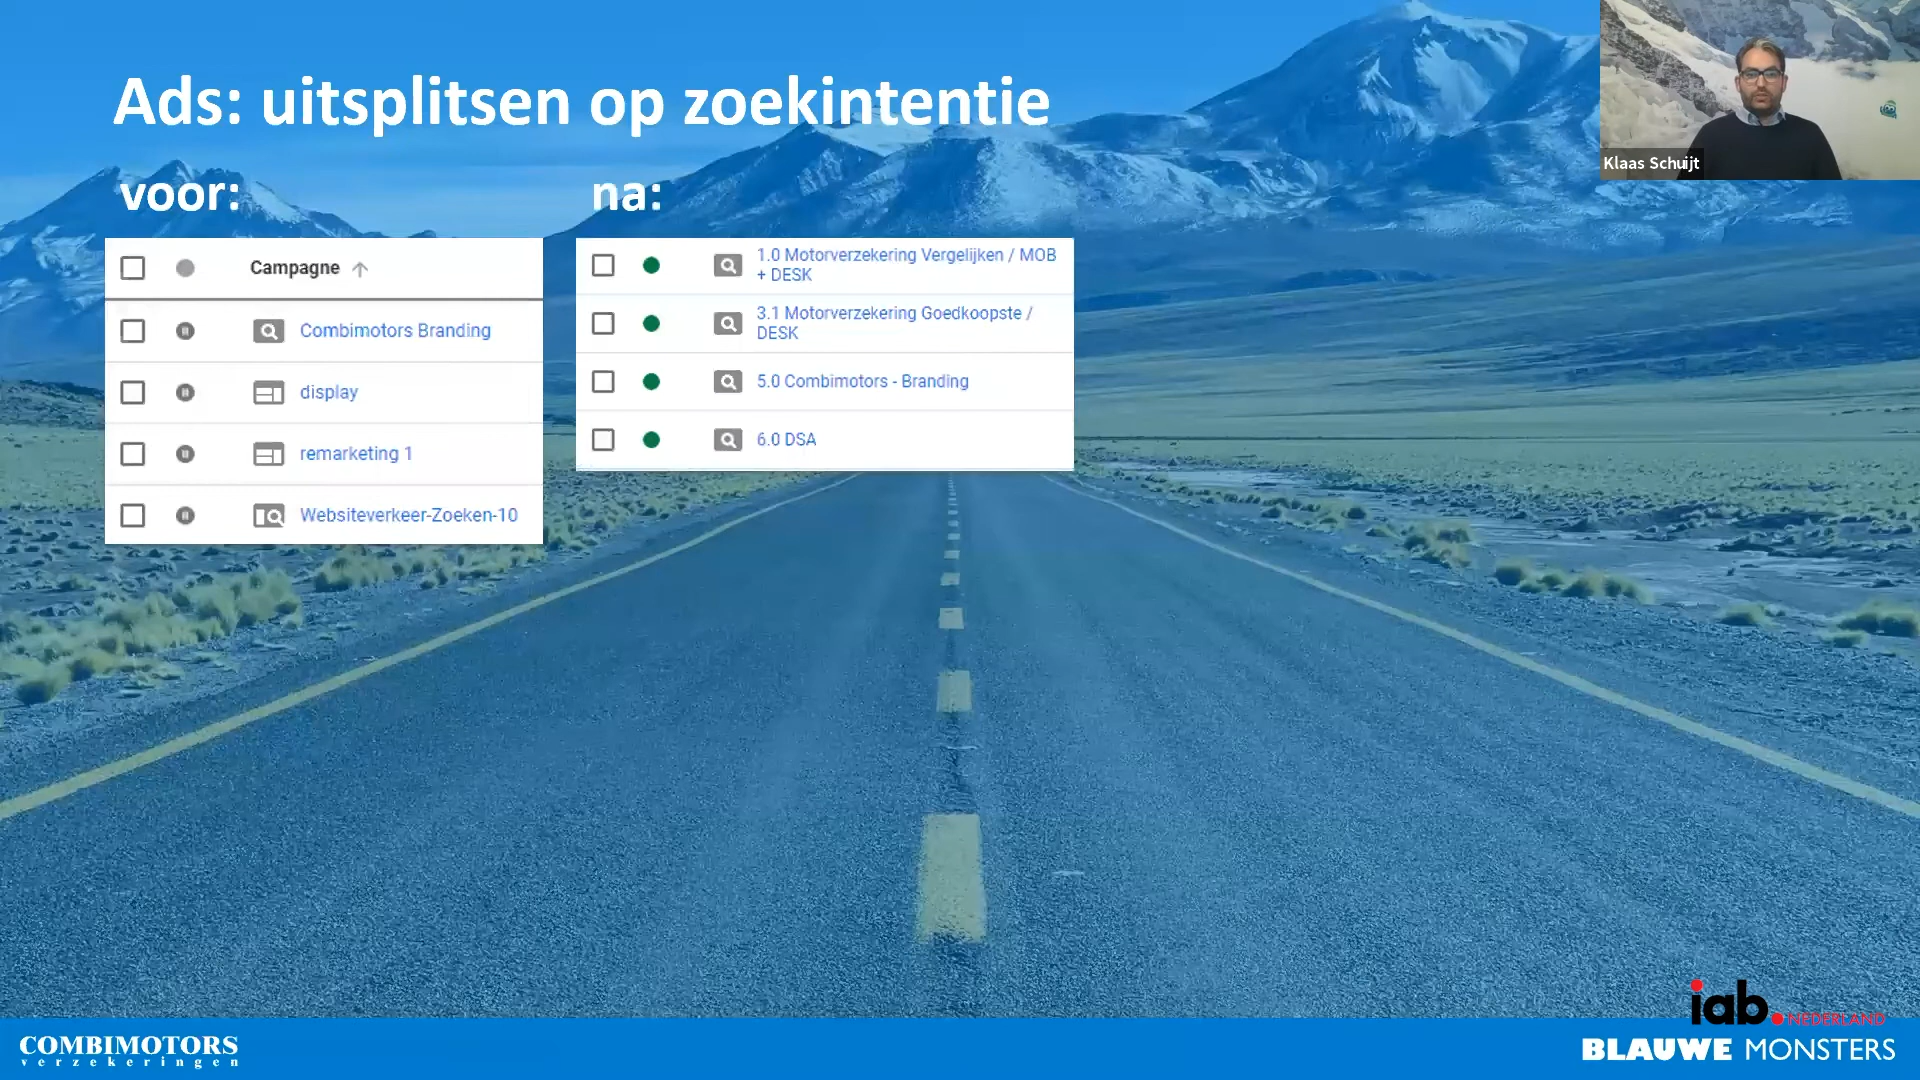 Ads: uitsplitsen op zoekintentie
voor:
na:
Campagne
Combimotors Branding
display
remarketing 1
Websiteverkeer-Zoeken-10
1.0 Motorverzekering Vergelijken / MOB
+ DESK
3.1 Motorverzekering Goedkoopste /
DESK
5.0 Combimotors - Branding
6.0 DSA
Klaas Schuijt
COMBIMOTORS
verzekeringen
iab.NEDERLAND
BLAUWE MONSTERS